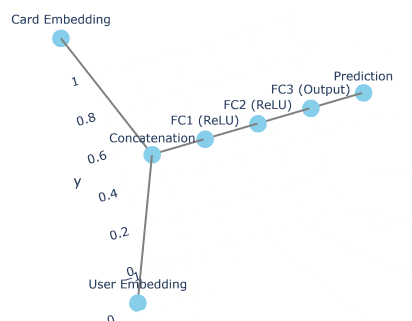 Card Embedding
Prediction
FC3 (Output)
FC2 (ReLU)
FC1 (ReLU)
Concatenation
1
0.8
0.6
y
0.4
0.2
0
−1
User Embedding
0